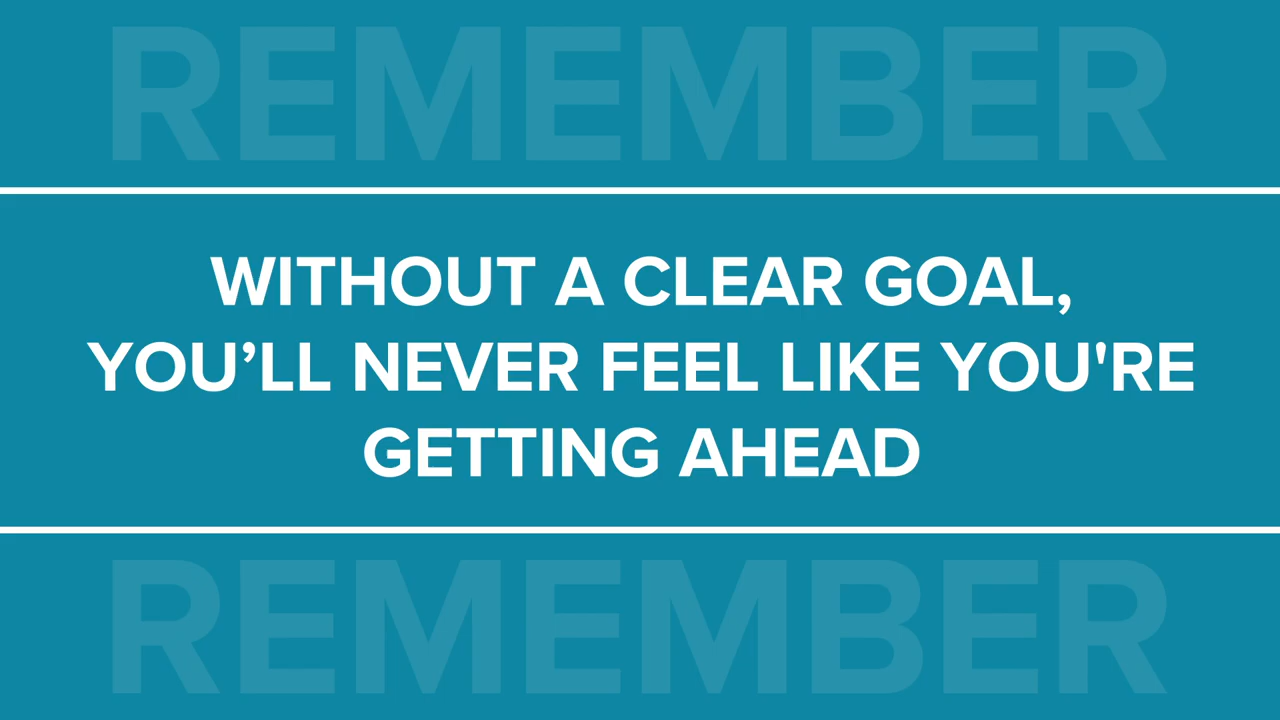 REMEMBER
WITHOUT A CLEAR GOAL,
YOU’LL NEVER FEEL LIKE YOU'RE
GETTING AHEAD
REMEMBER